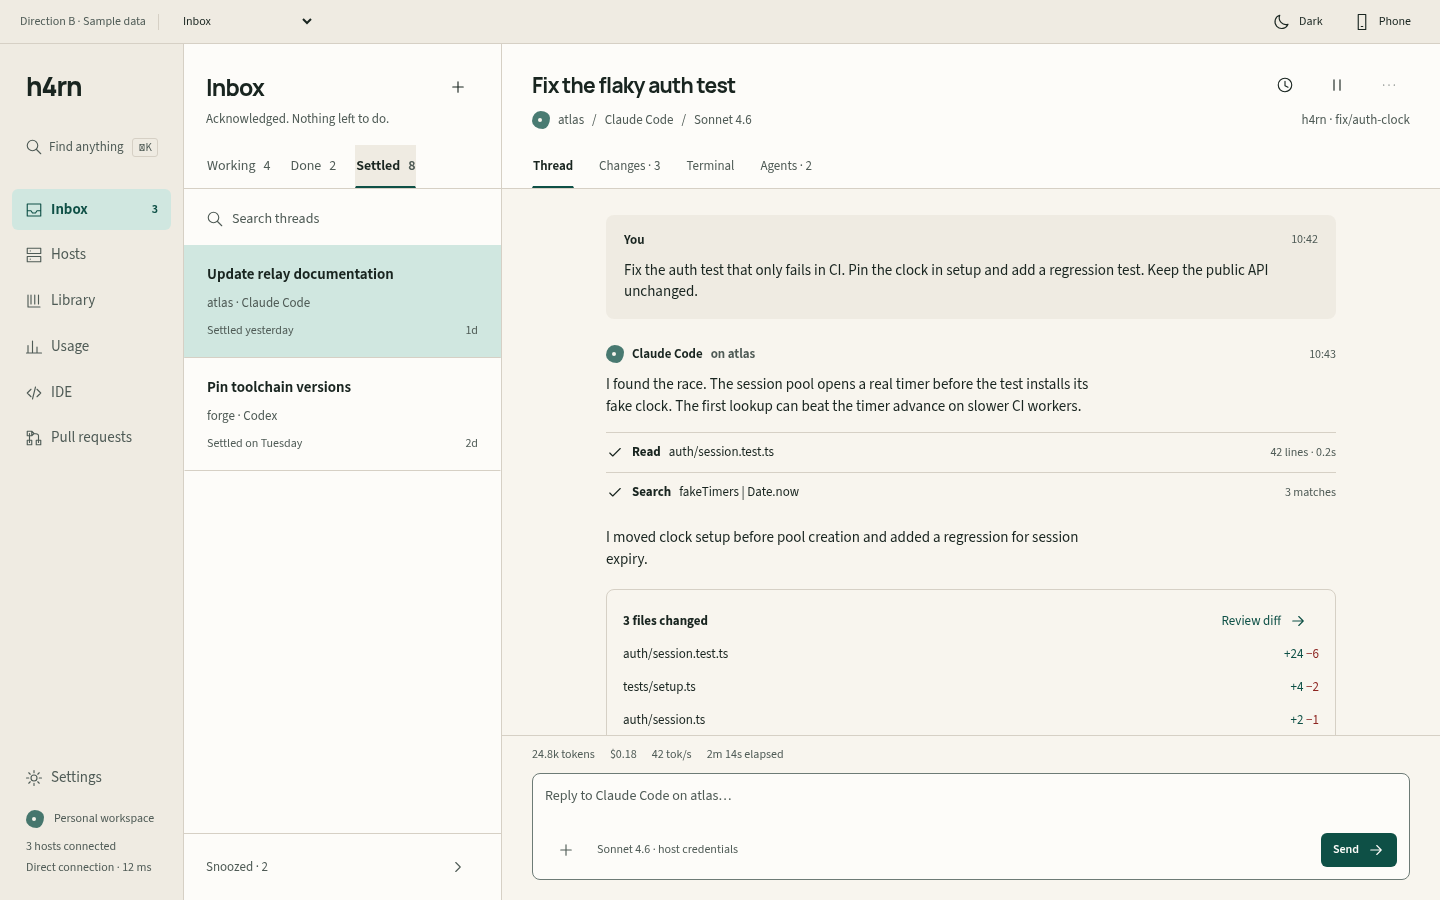 Direction B · Sample data
Inbox
Dark
Phone
h4rn
Find anything
K
Inbox 3
Hosts
Library
Usage
IDE
Pull requests
Settings
Personal workspace
3 hosts connected
Direct connection · 12 ms
Inbox
Acknowledged. Nothing left to do.
Working 4 Done 2 Settled 8
Search threads
Update relay documentation
atlas · Claude Code
Settled yesterday 1d
Pin toolchain versions
forge · Codex
Settled on Tuesday 2d
Snoozed · 2
Fix the flaky auth test
atlas / Claude Code / Sonnet 4.6
h4rn · fix/auth-clock
Thread Changes · 3 Terminal Agents · 2
You 10:42
Fix the auth test that only fails in CI. Pin the clock in setup and add a regression test. Keep the public API
unchanged.
Claude Code on atlas 10:43
I found the race. The session pool opens a real timer before the test installs its
fake clock. The first lookup can beat the timer advance on slower CI workers.
Read auth/session.test.ts 42 lines · 0.2s
Search fakeTimers | Date.now 3 matches
I moved clock setup before pool creation and added a regression for session
expiry.
3 files changed Review diff
auth/session.test.ts +24 −6
tests/setup.ts +4 −2
auth/session.ts +2 −1
24.8k tokens $0.18 42 tok/s 2m 14s elapsed
Reply to Claude Code on atlas…
Sonnet 4.6 · host credentials
Send